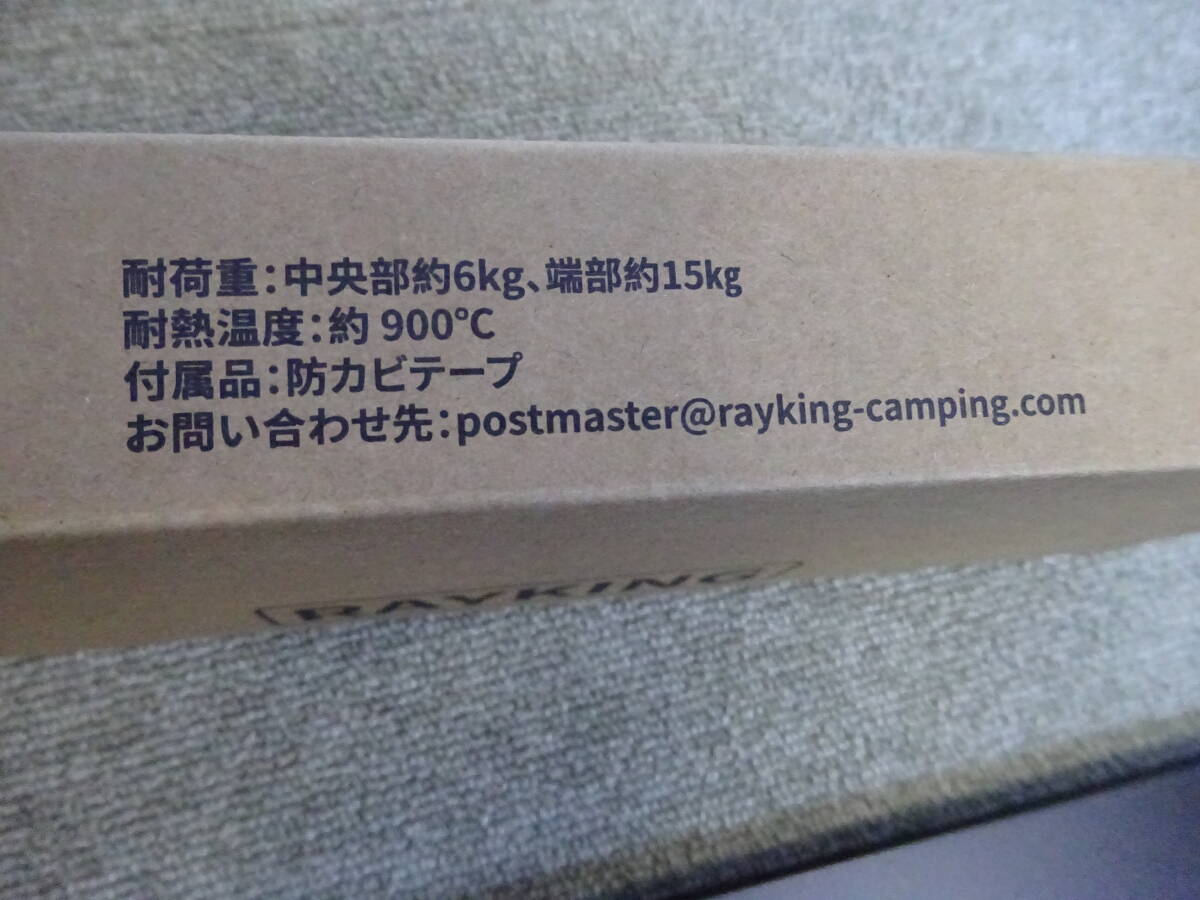 耐荷重：中央部約6kg、端部約15kg
耐熱温度：約 900℃
付属品：防カビテープ
お問い合わせ先：postmaster@rayking-camping.com
RAYKING